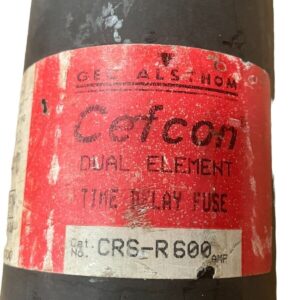 GEC ALSTHOM
Cefcon
DUAL ELEMENT
TIME DELAY FUSE
Cat. No. CRS-R600 AMP